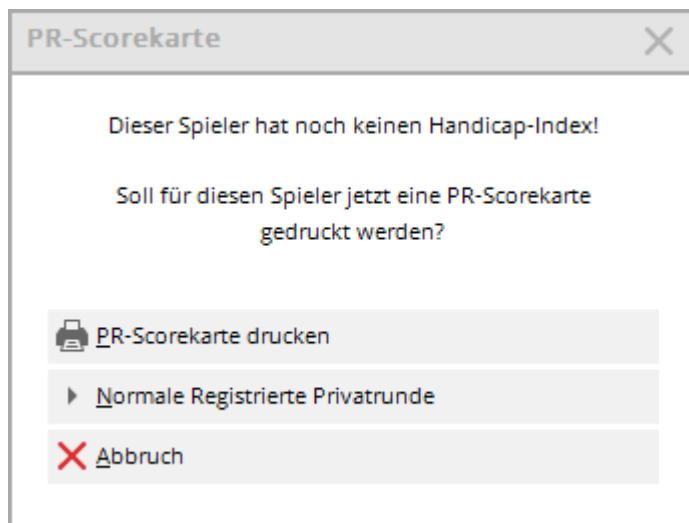 PR-Scorekarte
Dieser Spieler hat noch keinen Handicap-Index!
Soll für diesen Spieler jetzt eine PR-Scorekarte
gedruckt werden?
PR-Scorekarte drucken
Normale Registrierte Privatrunde
Abbruch